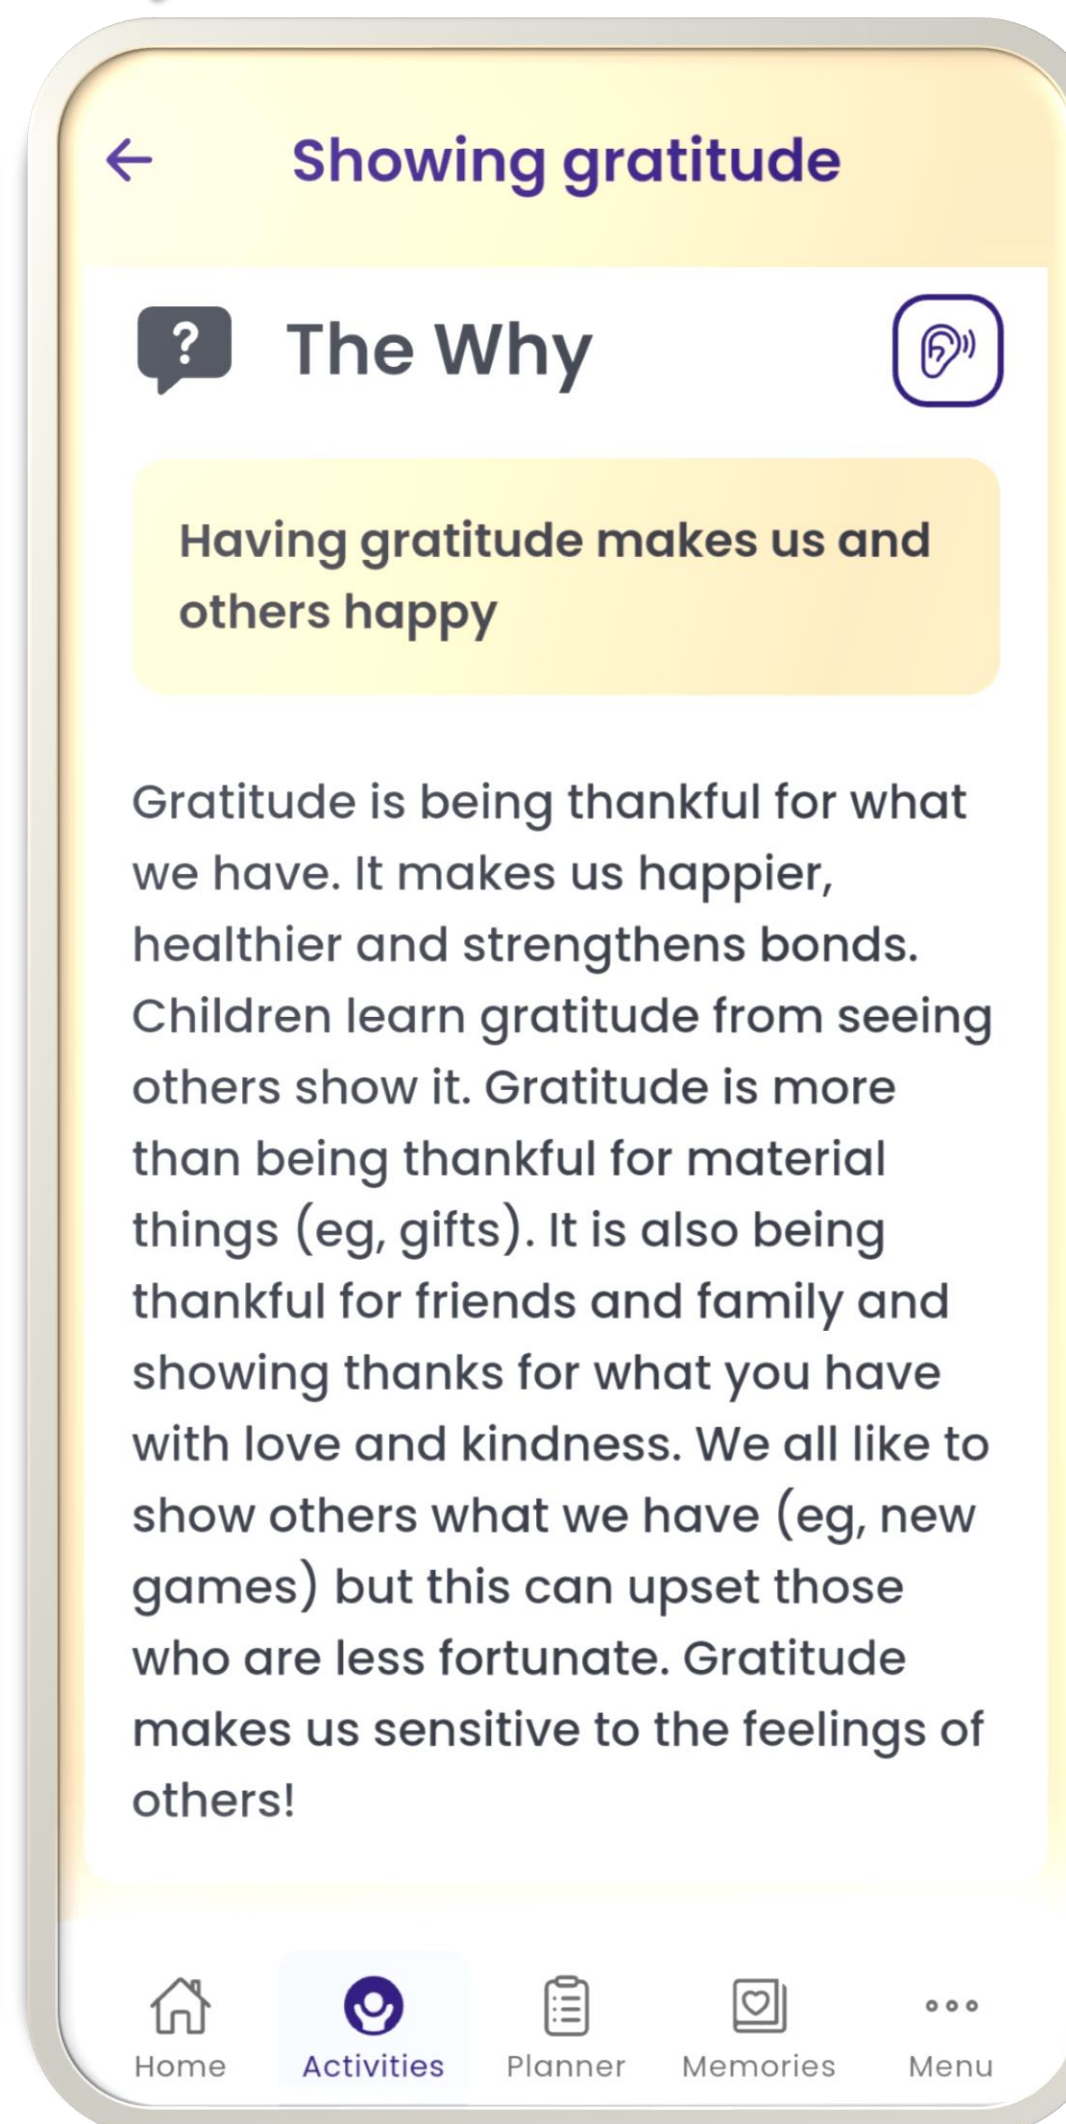 Showing gratitude
?
The Why
Having gratitude makes us and
others happy
Gratitude is being thankful for what
we have. It makes us happier,
healthier and strengthens bonds.
Children learn gratitude from seeing
others show it. Gratitude is more
than being thankful for material
things (eg, gifts). It is also being
thankful for friends and family and
showing thanks for what you have
with love and kindness. We all like to
show others what we have (eg, new
games) but this can upset those
who are less fortunate. Gratitude
makes us sensitive to the feelings of
others!
Home Activities Planner Memories Menu